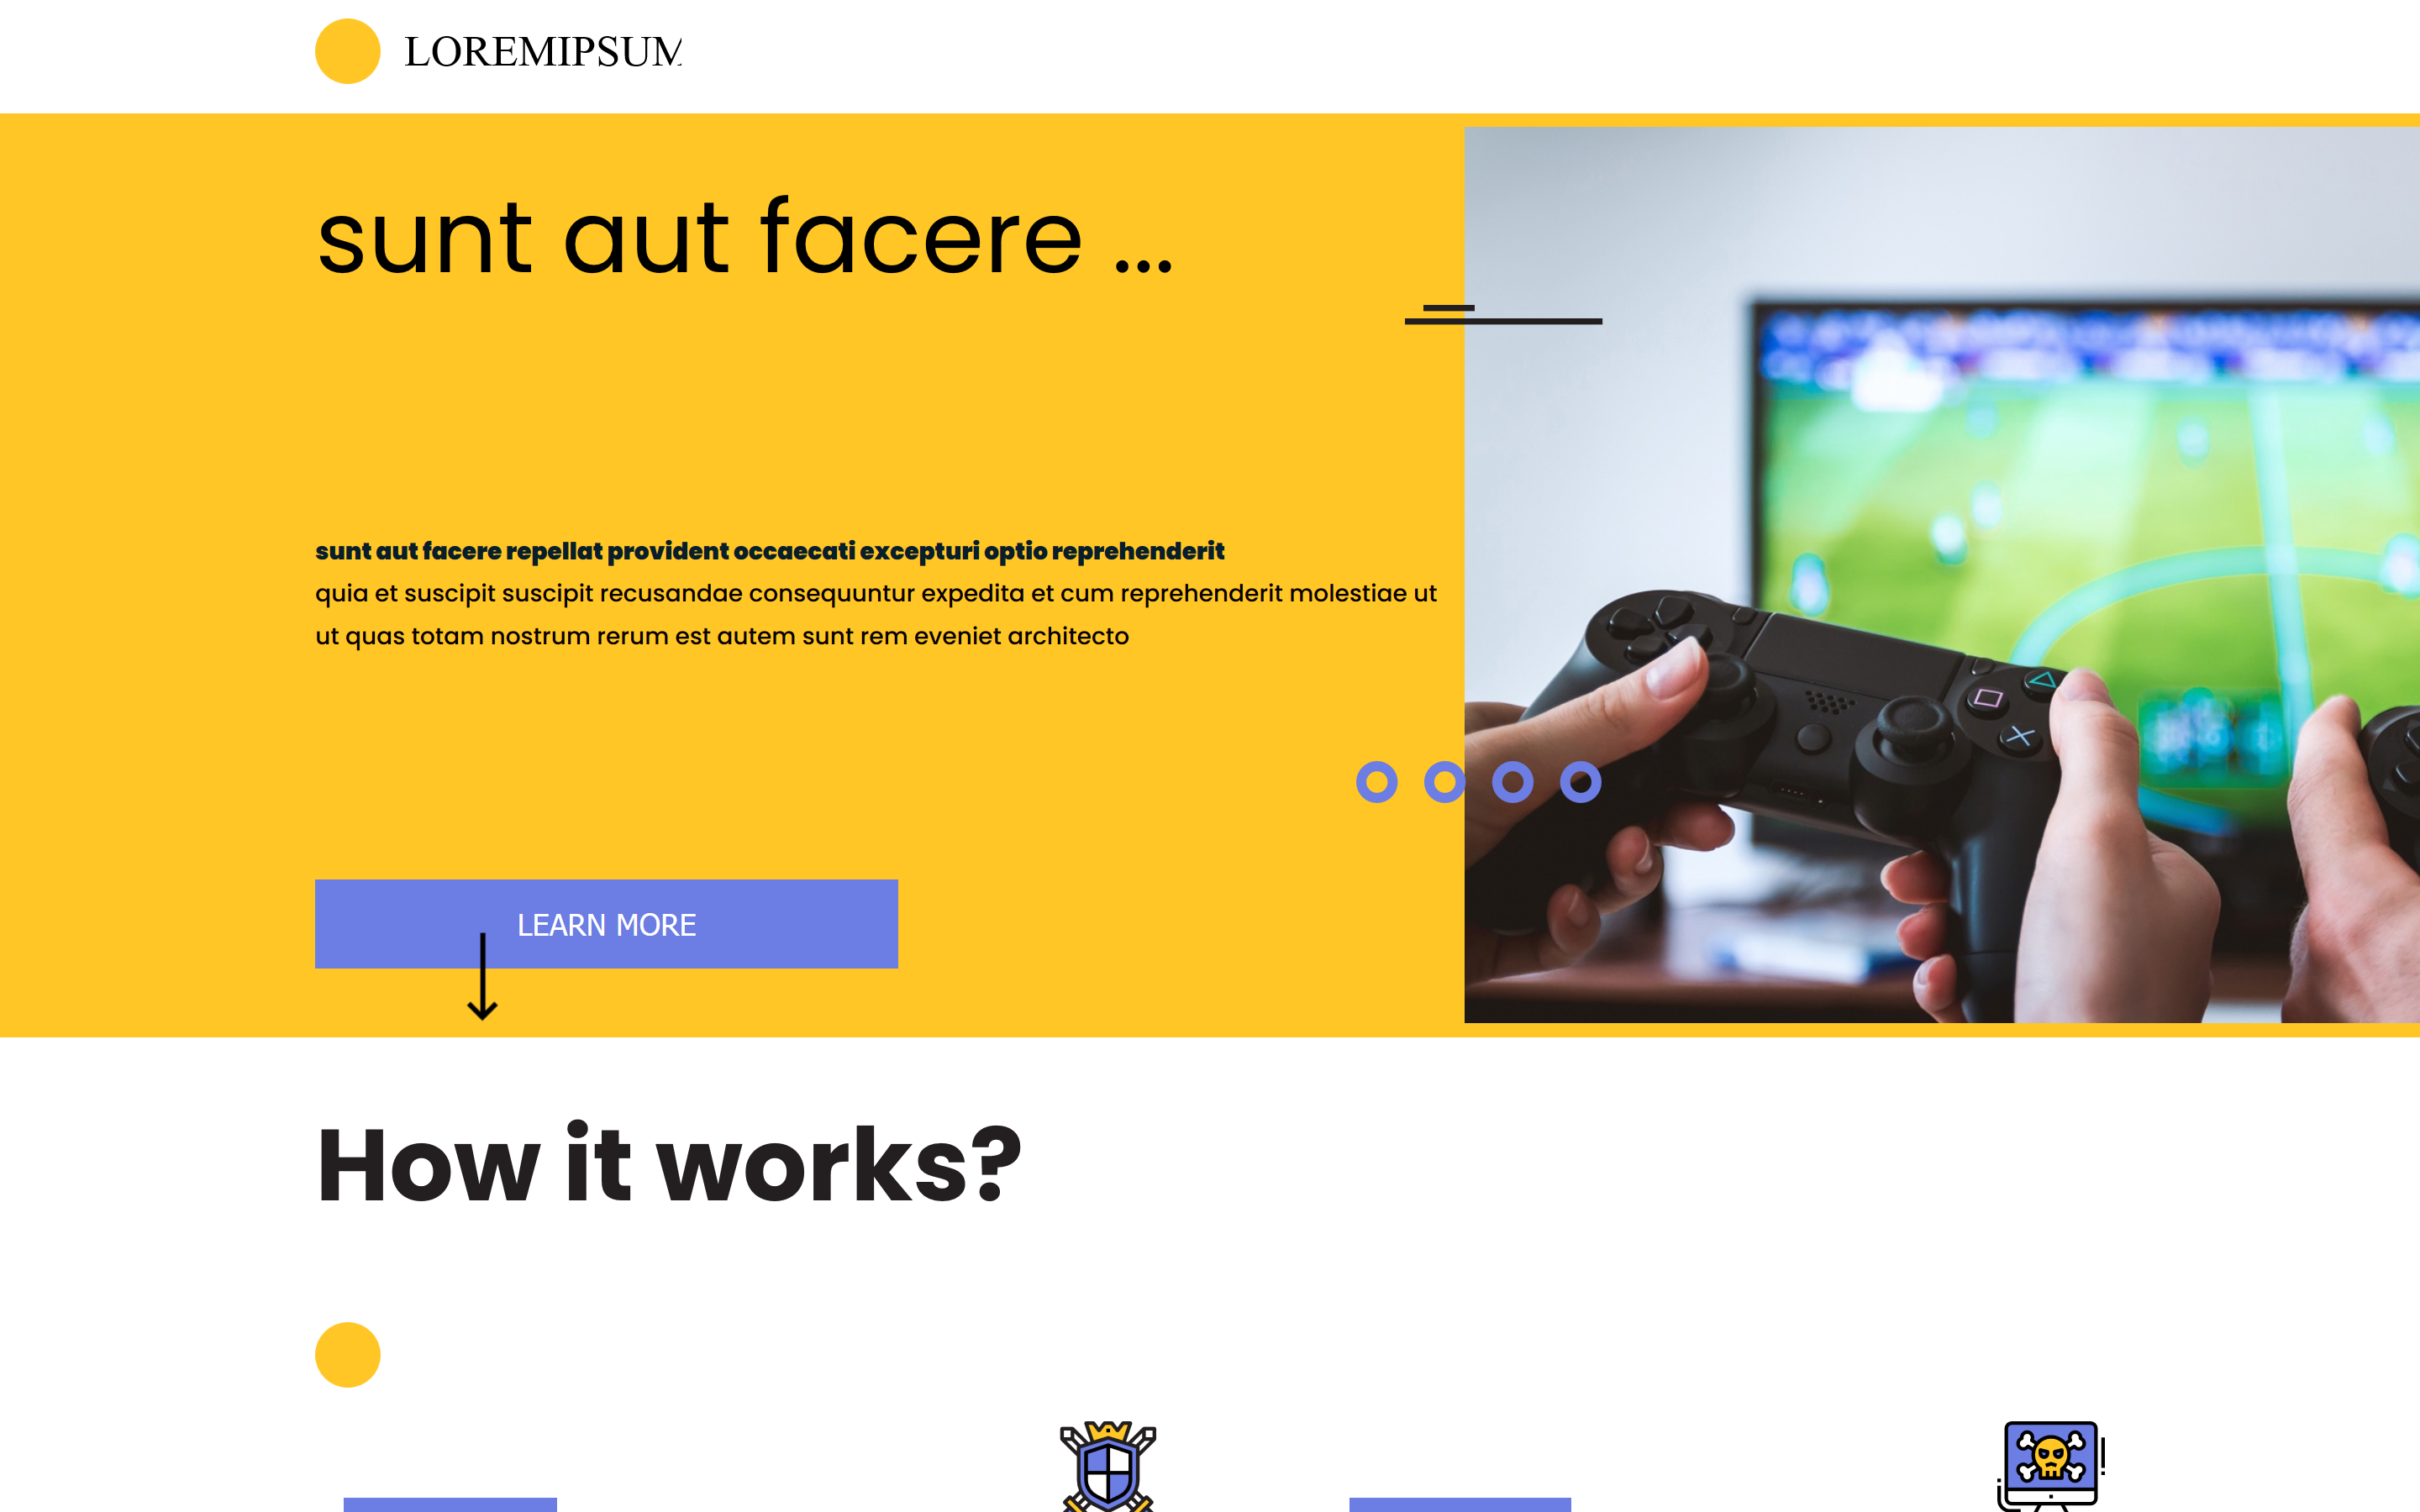 LOREMIPSUM
sunt aut facere ...
sunt aut facere repellat provident occaecati excepturi optio reprehenderit
quia et suscipit suscipit recusandae consequuntur expedita et cum reprehenderit molestiae ut
ut quas totam nostrum rerum est autem sunt rem eveniet architecto
LEARN MORE
How it works?